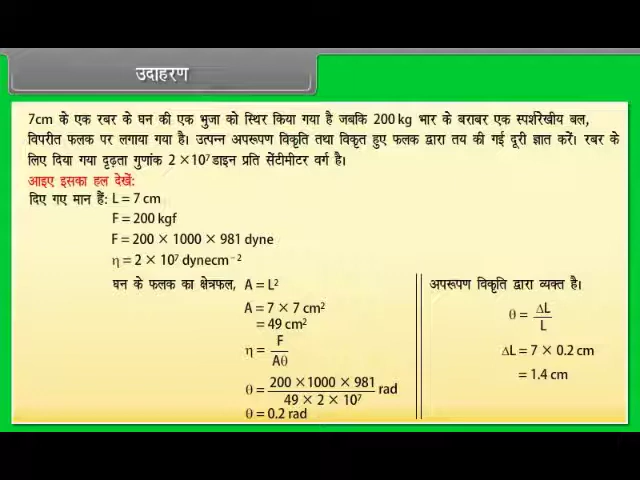 उदाहरण
7cm के एक रबर के घन की एक भुजा को स्थिर किया गया है जबकि 200 kg भार के बराबर एक स्पर्शरेखीय बल,
विपरीत फलक पर लगाया गया है। उत्पन्न अपरूपण विकृति तथा विकृत हुए फलक द्वारा तय की गई दूरी ज्ञात करें। रबर के
लिए दिया गया दृढ़ता गुणांक 2 × 10⁷ डाइन प्रति सेंटीमीटर वर्ग है।
आइए इसका हल देखें:
दिए गए मान हैं: L = 7 cm
F = 200 kgf
F = 200 × 1000 × 981 dyne
η = 2 × 10⁷ dynecm⁻²
घन के फलक का क्षेत्रफल, A = L²
A = 7 × 7 cm²
= 49 cm²
η = F / Aθ
θ = 200 × 1000 × 981 / 49 × 2 × 10⁷ rad
θ = 0.2 rad
अपरूपण विकृति द्वारा व्यक्त है।
θ = ΔL / L
ΔL = 7 × 0.2 cm
= 1.4 cm